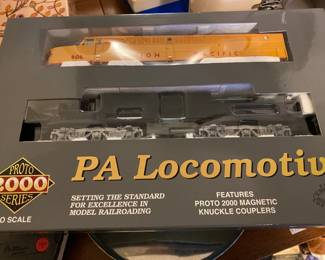 606
UNION PACIFIC
PROTO
2000
SERIES
O SCALE
PA Locomotiv
SETTING THE STANDARD
FOR EXCELLENCE IN
MODEL RAILROADING
FEATURES
PROTO 2000 MAGNETIC
KNUCKLE COUPLERS